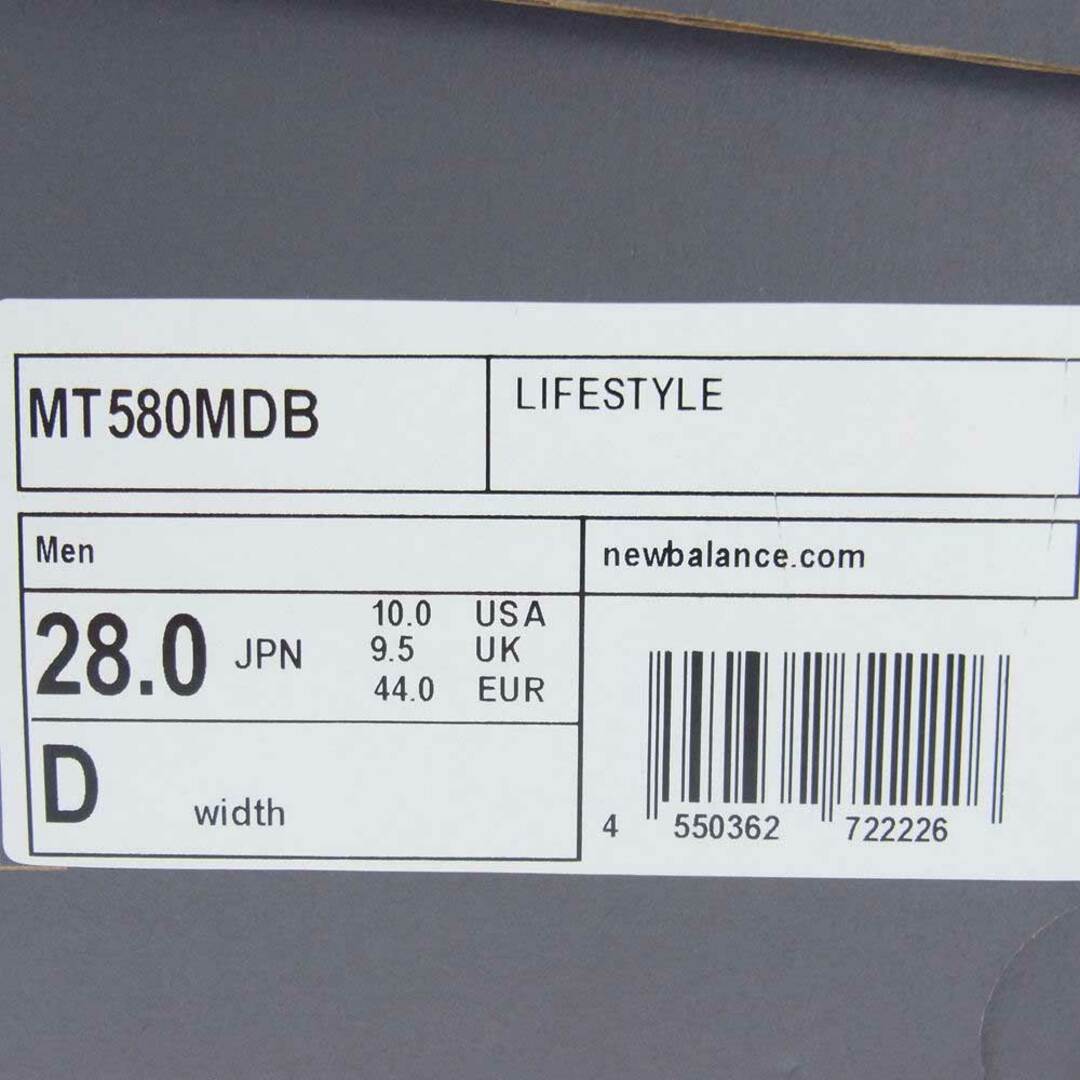 MT580MDB
LIFESTYLE
Men
newbalance.com
28.0 JPN
10.0 USA
9.5 UK
44.0 EUR
D width
4 550362 722226